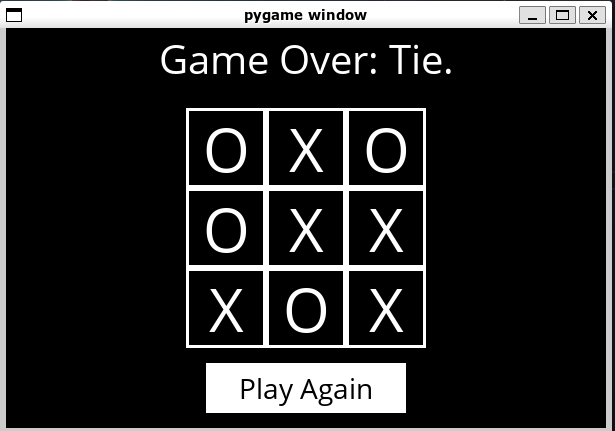 pygame window
Game Over: Tie.
O X O
O X X
X O X
Play Again